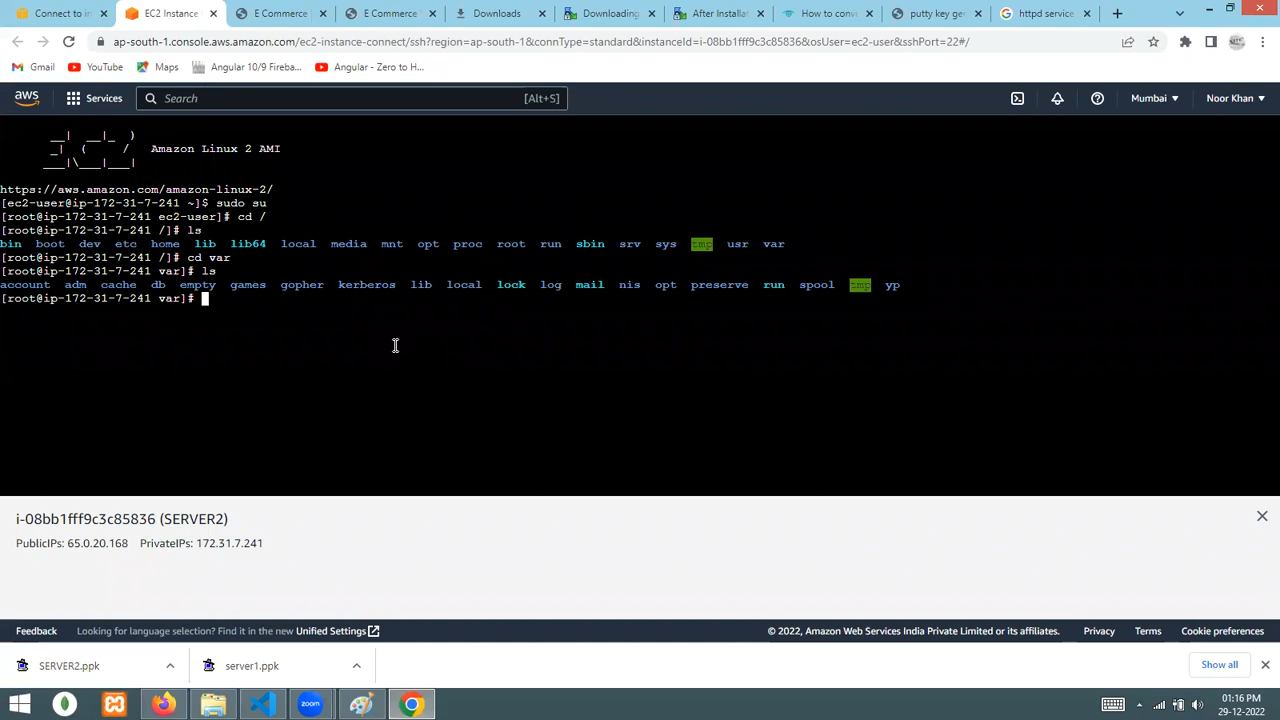 Connect to in
EC2 Instance
E Commerce
E Commerce
Downloads
Downloading
After Installat
How to conv
putty key gen
httpd service
ap-south-1.console.aws.amazon.com/ec2-instance-connect/ssh?region=ap-south-1&connType=standard&instanceId=i-08bb1fff9c3c85836&osUser=ec2-user&sshPort=22#/
Gmail
YouTube
Maps
Angular 10/9 Fireba...
Angular - Zero to H...
aws
Services
Search
[Alt+S]
Mumbai
Noor Khan
__| __|_ )
_| ( /
___|\___|___|
Amazon Linux 2 AMI
https://aws.amazon.com/amazon-linux-2/
[ec2-user@ip-172-31-7-241 ~]$ sudo su
[root@ip-172-31-7-241 ec2-user]# cd /
[root@ip-172-31-7-241 /]# ls
bin boot dev etc home lib lib64 local media mnt opt proc root run sbin srv sys tmp usr var
[root@ip-172-31-7-241 /]# cd var
[root@ip-172-31-7-241 var]# ls
account adm cache db empty games gopher kerberos lib local lock log mail nis opt preserve run spool tmp yp
[root@ip-172-31-7-241 var]#
i-08bb1fff9c3c85836 (SERVER2)
PublicIPs: 65.0.20.168 PrivateIPs: 172.31.7.241
Feedback
Looking for language selection? Find it in the new Unified Settings
© 2022, Amazon Web Services India Private Limited or its affiliates.
Privacy
Terms
Cookie preferences
SERVER2.ppk
server1.ppk
Show all
zoom
01:16 PM
29-12-2022